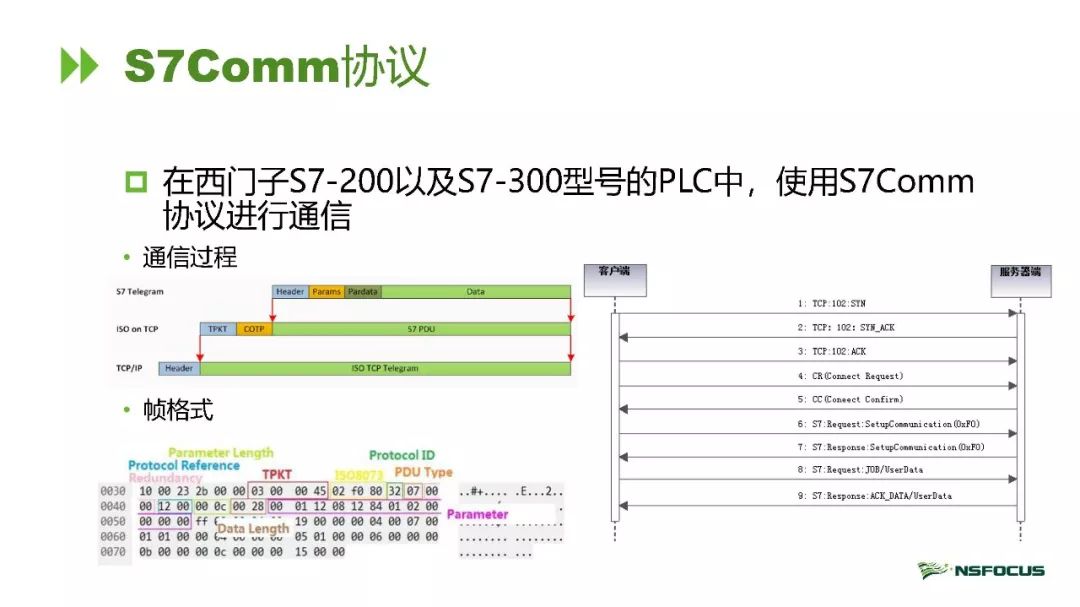 S7Comm协议
在西门子S7-200以及S7-300型号的PLC中，使用S7Comm
协议进行通信
通信过程
S7 Telegram
Header Params Pardata Data
ISO on TCP
TPKT COTP S7 PDU
TCP/IP
Header ISO TCP Telegram
客户端
服务器端
1: TCP:102:SYN
2: TCP: 102: SYN_ACK
3: TCP:102:ACK
4: CR(Connect Request)
5: CC(Coneect Confirm)
6: S7:Request:SetupCommunication(0xF0)
7: S7:Response:SetupCommunication(0xF0)
8: S7:Request:JOB/UserData
9: S7:Response:ACK_DATA/UserData
帧格式
Parameter Length
Protocol ID
Protocol Reference
TPKT
ISO8073
PDU Type
Redundancy
0030 10 00 23 2b 00 00 03 00 00 45 02 f0 80 32 07 00 ..#+.... .E...2..
0040 00 12 00 00 0c 00 28 00 01 12 08 12 84 01 02 00
Parameter
0050 00 00 00 ff 19 00 00 00 04 00 07 00
Data Length
0060 01 01 00 00 05 01 00 00 06 00 00 00
0070 0b 00 00 00 0c 00 00 00 15 00 00
NSFOCUS